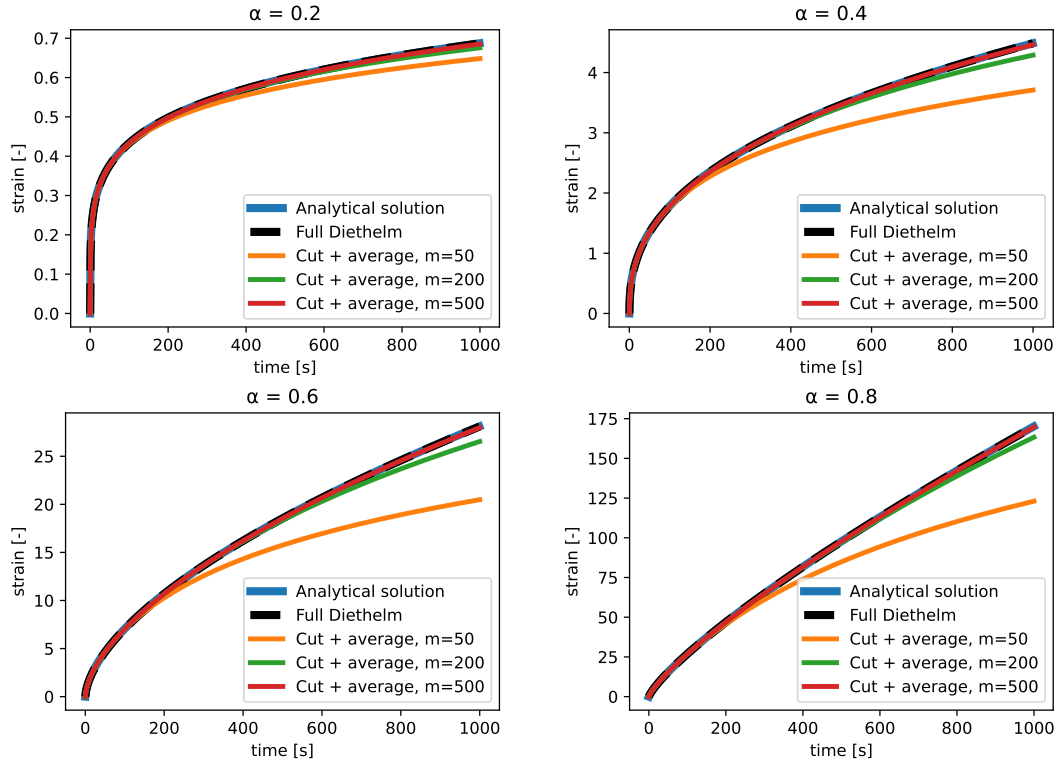 α = 0.2
0.7
0.6
0.5
0.4
0.3
0.2
0.1
0.0
strain [-]
Analytical solution
Full Diethelm
Cut + average, m=50
Cut + average, m=200
Cut + average, m=500
0 200 400 600 800 1000
time [s]
α = 0.4
4
3
2
1
0
strain [-]
Analytical solution
Full Diethelm
Cut + average, m=50
Cut + average, m=200
Cut + average, m=500
0 200 400 600 800 1000
time [s]
α = 0.6
25
20
15
10
5
0
strain [-]
Analytical solution
Full Diethelm
Cut + average, m=50
Cut + average, m=200
Cut + average, m=500
0 200 400 600 800 1000
time [s]
α = 0.8
175
150
125
100
75
50
25
0
strain [-]
Analytical solution
Full Diethelm
Cut + average, m=50
Cut + average, m=200
Cut + average, m=500
0 200 400 600 800 1000
time [s]